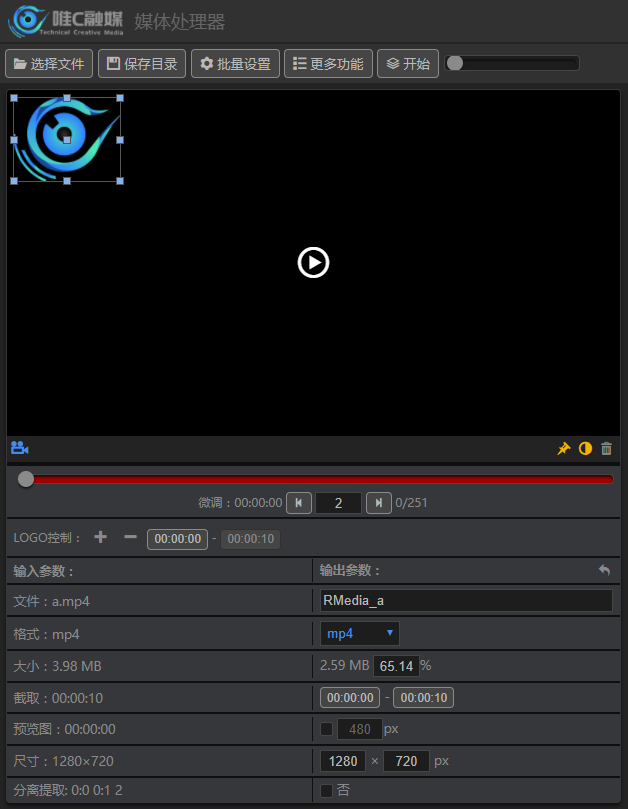 唯C融媒 媒体处理器
Technical Creative Media
选择文件 保存目录 批量设置 更多功能 开始
微调：00:00:00 2 0/251
LOGO控制： 00:00:00 - 00:00:10
输入参数： 输出参数：
文件：a.mp4 RMedia_a
格式：mp4 mp4
大小：3.98 MB 2.59 MB 65.14 %
截取：00:00:10 00:00:00 - 00:00:10
预览图：00:00:00 480 px
尺寸：1280×720 1280 × 720 px
分离提取: 0:0 0:1 2 否